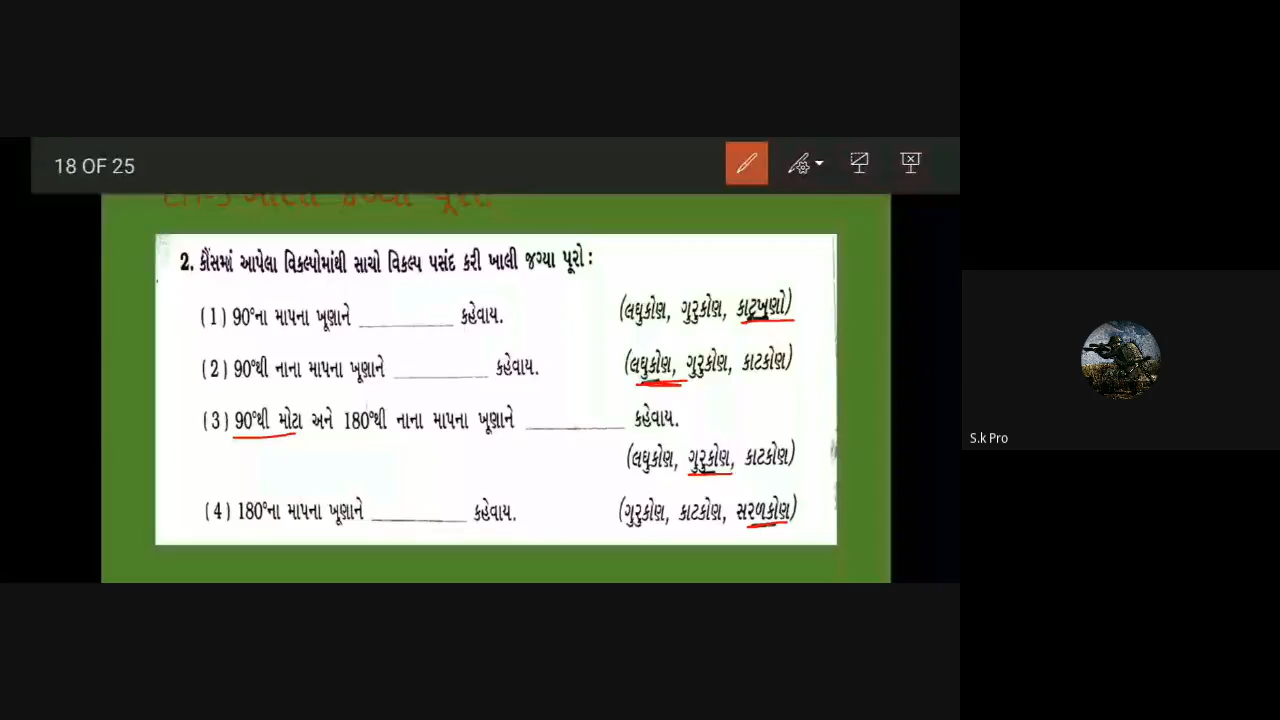 18 OF 25
2. કૌંસમાં આપેલા વિકલ્પોમાંથી સાચો વિકલ્પ પસંદ કરી ખાલી જગ્યા પૂરો :
(1) 90°ના માપના ખૂણાને ________ કહેવાય. (લઘુકોણ, ગુરુકોણ, કાટખૂણો)
(2) 90°થી નાના માપના ખૂણાને ________ કહેવાય. (લઘુકોણ, ગુરુકોણ, કાટકોણ)
(3) 90°થી મોટા અને 180°થી નાના માપના ખૂણાને ________ કહેવાય.
(લઘુકોણ, ગુરુકોણ, કાટકોણ)
(4) 180°ના માપના ખૂણાને ________ કહેવાય. (ગુરુકોણ, કાટકોણ, સરળકોણ)
S.k Pro